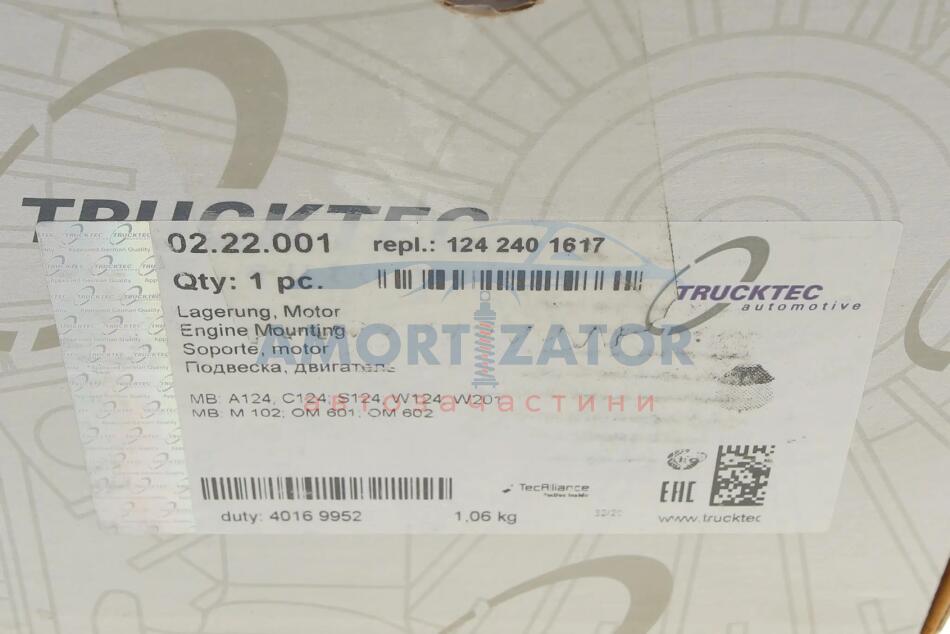 TRUCKTEC
02.22.001 repl.: 124 240 1617
Qty: 1 pc.
TRUCKTEC
automotive
Lagerung, Motor
Engine Mounting
Soporte, motor
Подвеска, двигатель
AMORTIZATOR
автозапчастини
MB: A124, C124, S124, W124, W201
MB: M 102; OM 601, OM 602
TecAlliance
EAC
duty: 4016 9952 1,06 kg
www.trucktec